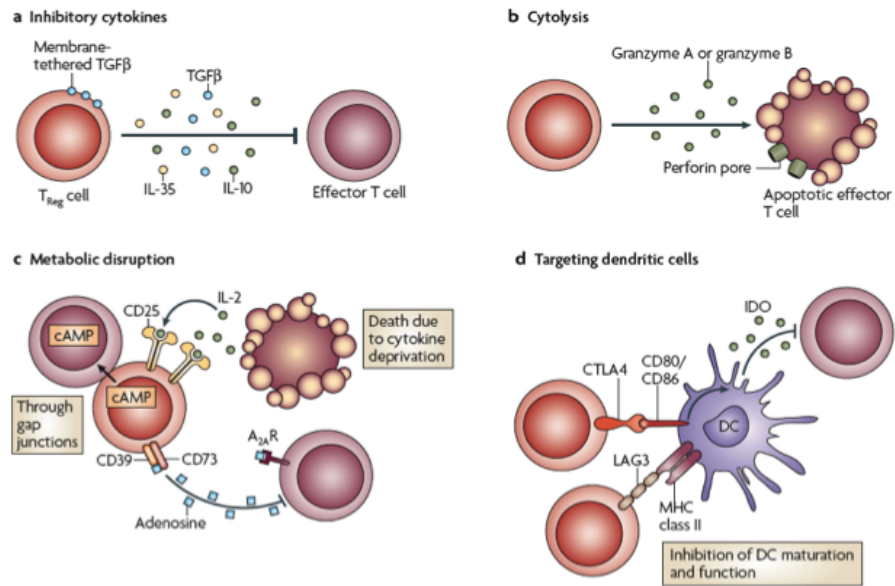 a Inhibitory cytokines
Membrane-
tethered TGFβ
TGFβ
TReg cell
IL-35
IL-10
Effector T cell
b Cytolysis
Granzyme A or granzyme B
Perforin pore
Apoptotic effector
T cell
c Metabolic disruption
IL-2
CD25
cAMP
Death due
to cytokine
deprivation
cAMP
Through
gap
junctions
CD39
CD73
A2AR
Adenosine
d Targeting dendritic cells
IDO
CTLA4
CD80/
CD86
DC
LAG3
MHC
class II
Inhibition of DC maturation
and function